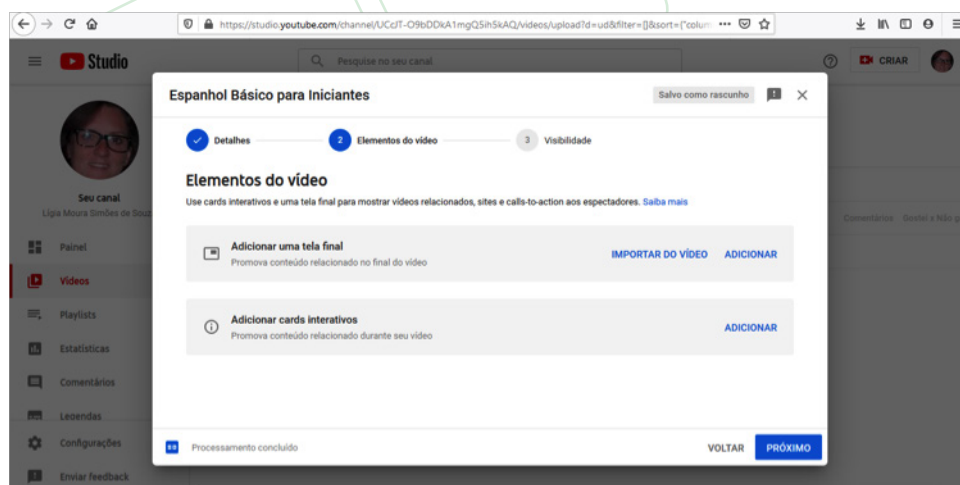 https://studio.youtube.com/channel/UCcJT-O9bDDkA1mgQ5ih5kAQ/videos/upload?d=ud&filter=[]&sort={"colum
Studio
Pesquise no seu canal
CRIAR
Espanhol Básico para Iniciantes
Salvo como rascunho
Detalhes
2 Elementos do vídeo
3 Visibilidade
Elementos do vídeo
Use cards interativos e uma tela final para mostrar vídeos relacionados, sites e calls-to-action aos espectadores. Saiba mais
Adicionar uma tela final
Promova conteúdo relacionado no final do vídeo
IMPORTAR DO VÍDEO ADICIONAR
Adicionar cards interativos
Promova conteúdo relacionado durante seu vídeo
ADICIONAR
Processamento concluído
VOLTAR PRÓXIMO
Seu canal
Lígia Moura Simões de Souz
Painel
Vídeos
Playlists
Estatísticas
Comentários
Legendas
Configurações
Enviar feedback
Comentários